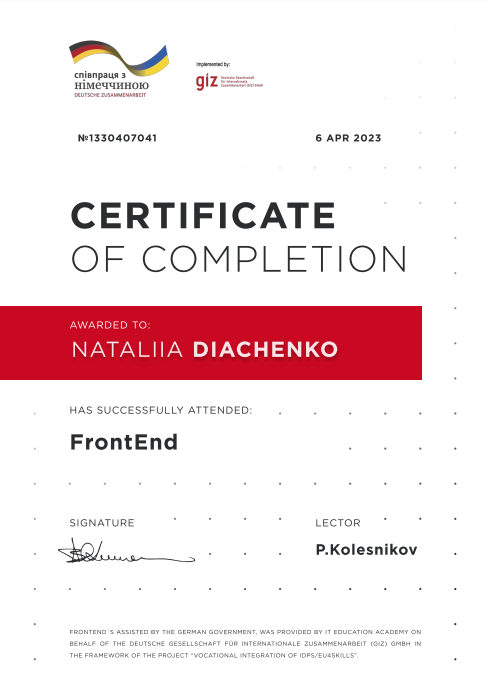 співпраця з
німеччиною
DEUTSCHE ZUSAMMENARBEIT
Implemented by:
giz Deutsche Gesellschaft
für Internationale
Zusammenarbeit (GIZ) GmbH
№1330407041
6 APR 2023
CERTIFICATE
OF COMPLETION
AWARDED TO:
NATALIIA DIACHENKO
HAS SUCCESSFULLY ATTENDED:
FrontEnd
SIGNATURE
LECTOR
P.Kolesnikov
FRONTEND`S ASSISTED BY THE GERMAN GOVERNMENT, WAS PROVIDED BY IT EDUCATION ACADEMY ON
BEHALF OF THE DEUTSCHE GESELLSCHAFT FÜR INTERNATIONALE ZUSAMMENARBEIT (GIZ) GMBH IN
THE FRAMEWORK OF THE PROJECT “VOCATIONAL INTEGRATION OF IDPS/EU4SKILLS”.